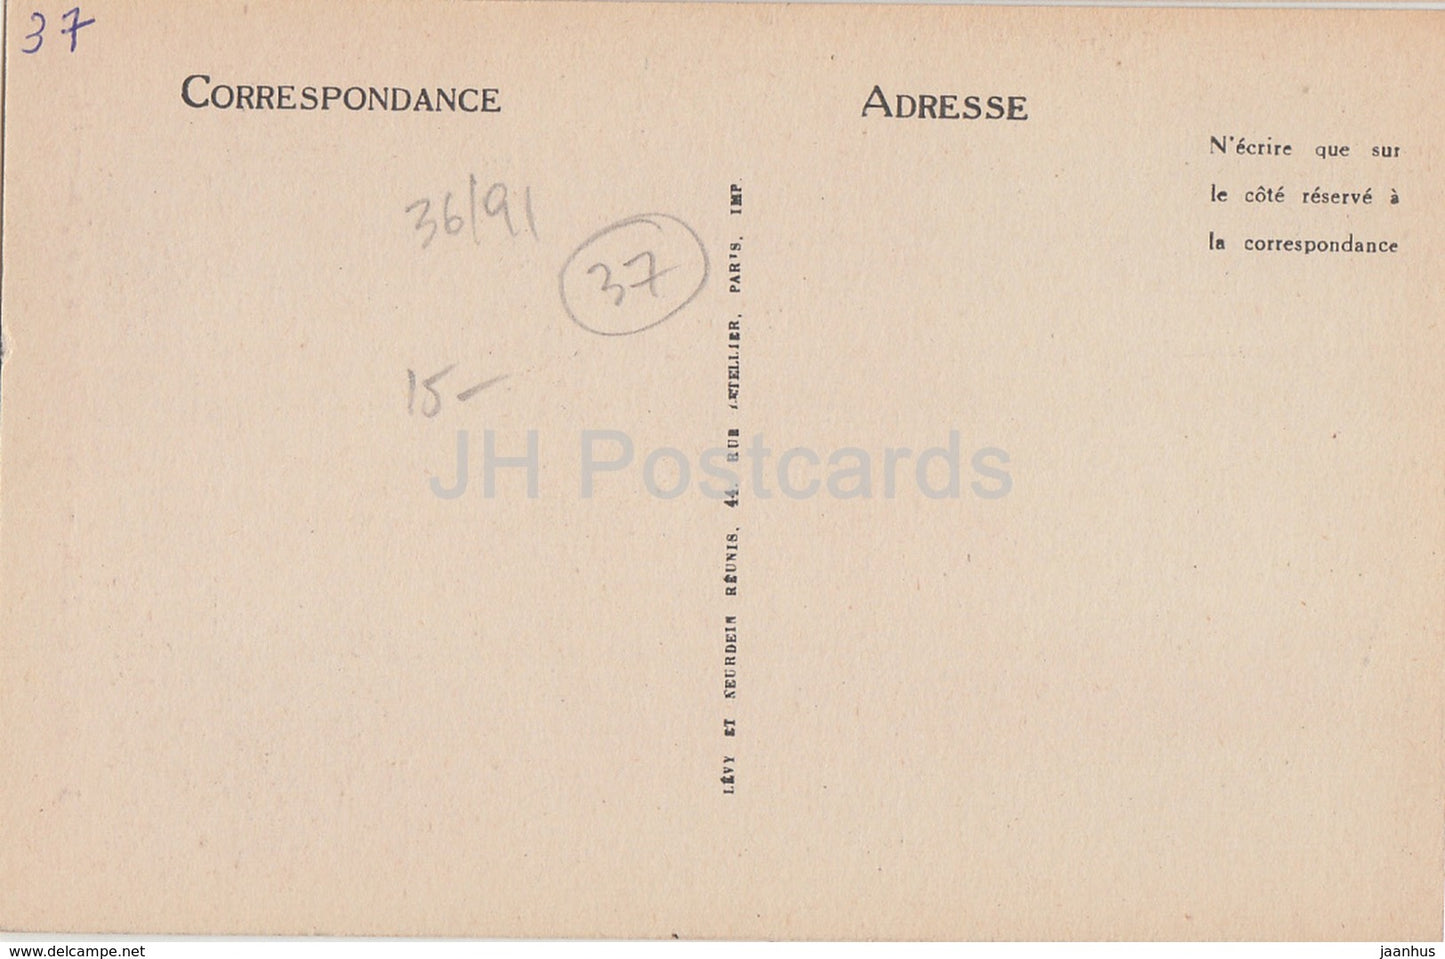 37
CORRESPONDANCE
ADRESSE
N'écrire que sur
le côté réservé à
la correspondance
36/91
37
15-
LÉVY ET NEURDEIN RÉUNIS, 44, RUE LETELLIER, PARIS, IMP
JH Postcards
www.delcampe.net
jaanhus